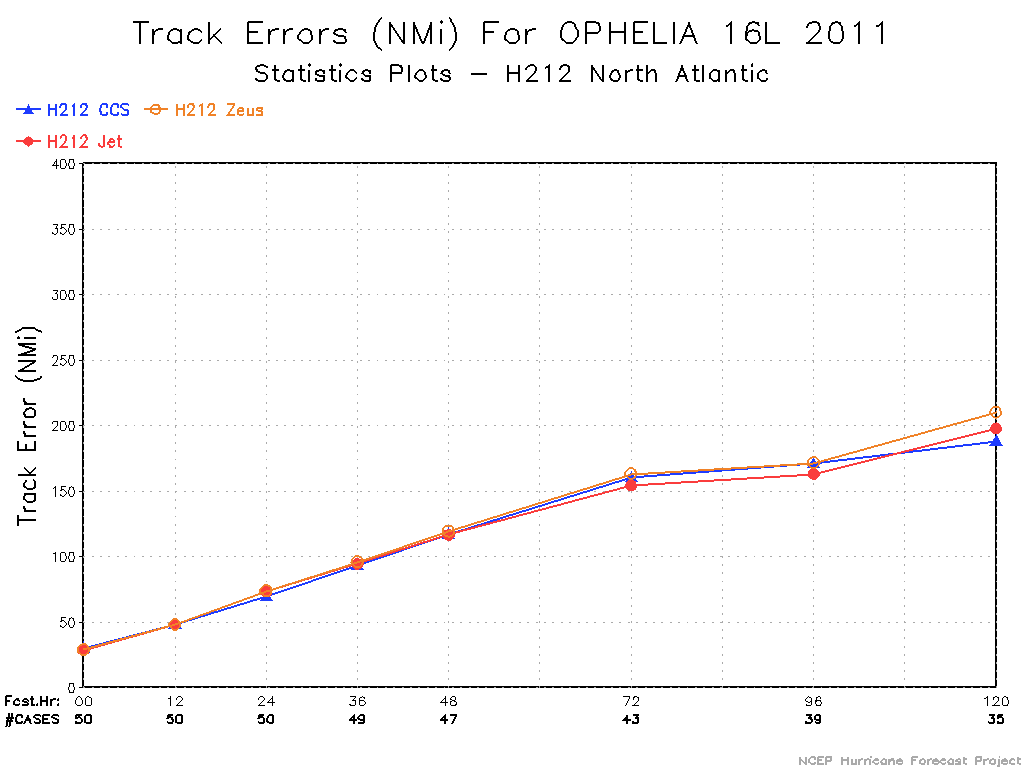 Track Errors (NMi) For OPHELIA 16L 2011
Statistics Plots – H212 North Atlantic
H212 CCS H212 Zeus
H212 Jet
Track Error (NMi)
400
350
300
250
200
150
100
50
0
Fcst.Hr: 00 12 24 36 48 72 96 120
#CASES 50 50 50 49 47 43 39 35
NCEP Hurricane Forecast Project